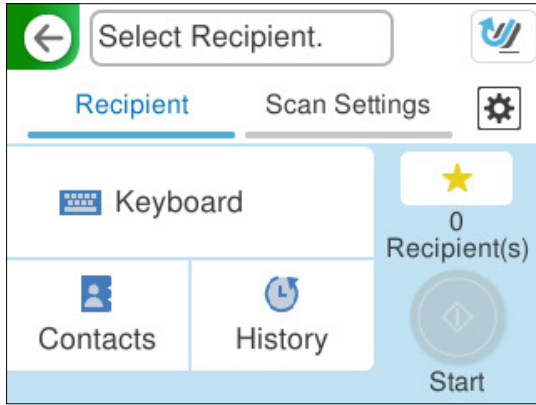 Select Recipient.
Recipient
Scan Settings
Keyboard
0
Recipient(s)
Contacts
History
Start